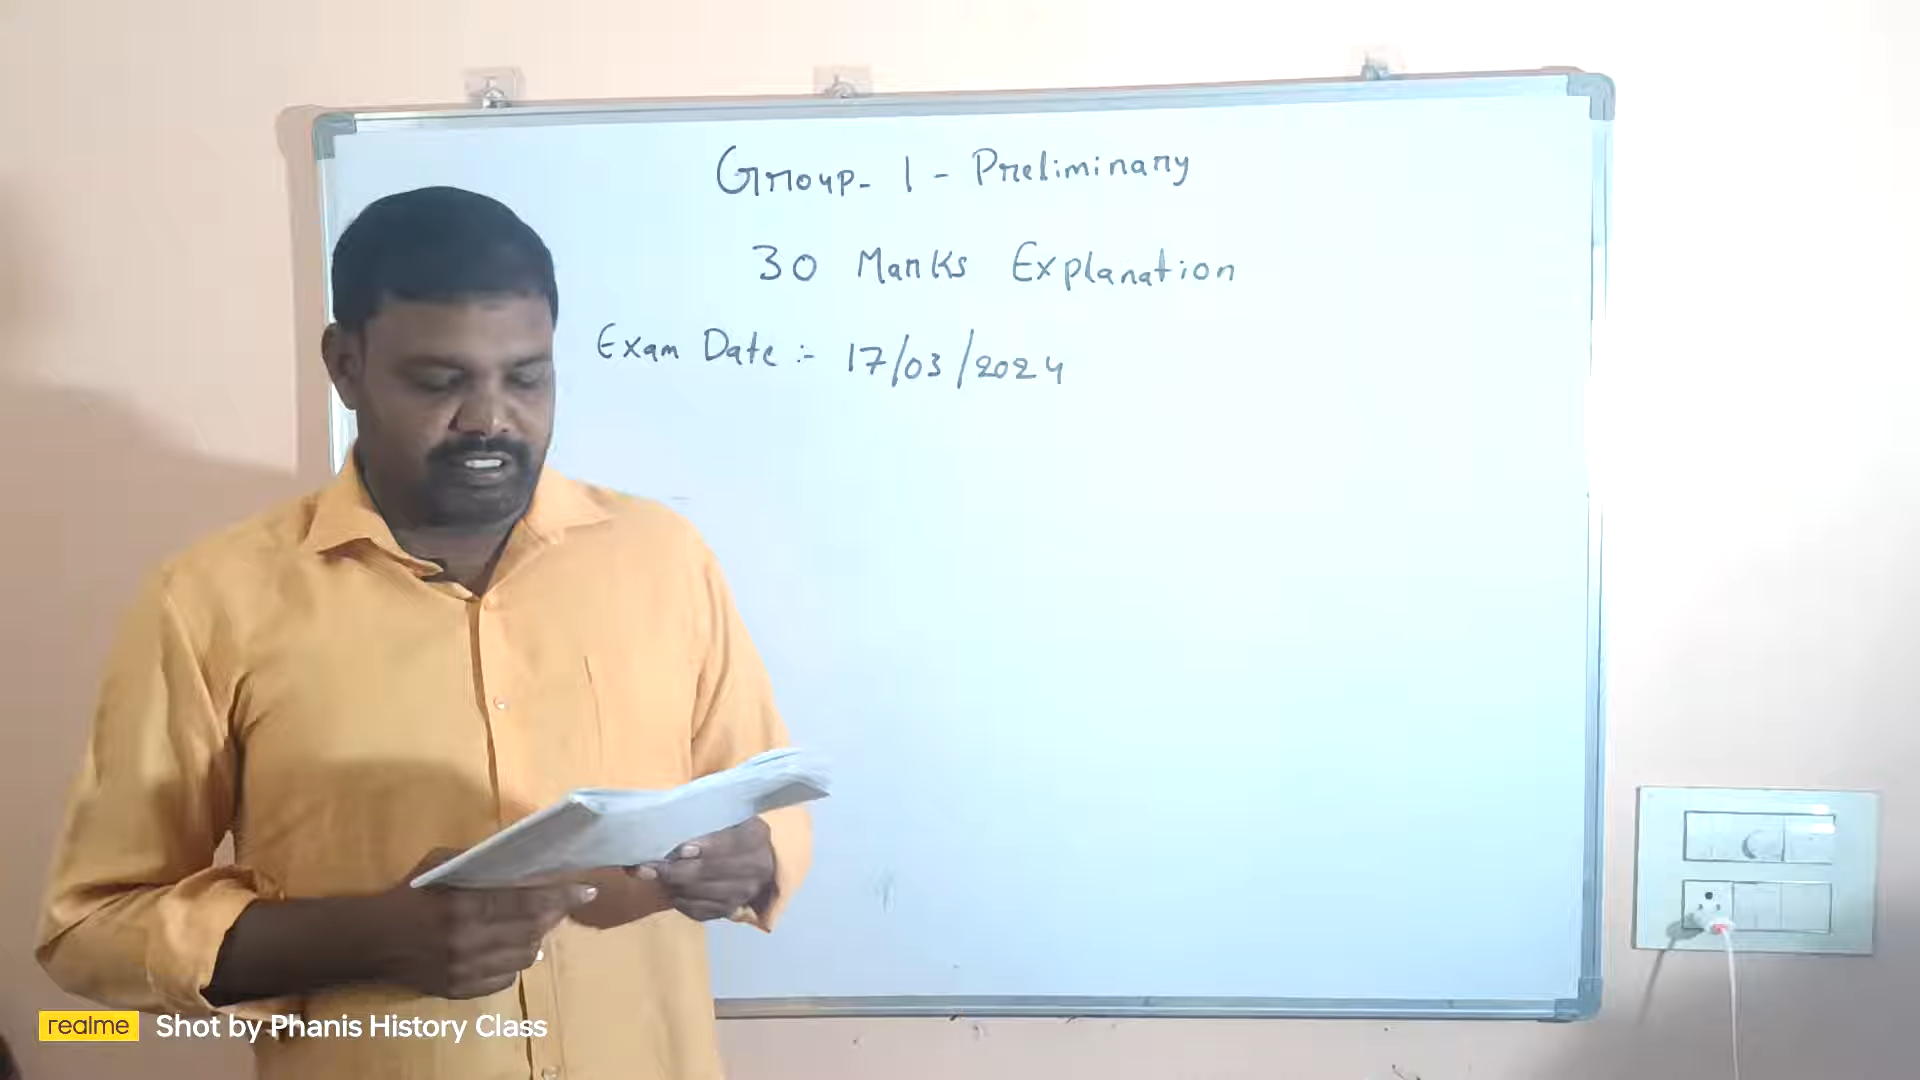 Group- 1 - Preliminary
30 Marks Explanation
Exam Date :- 17/03/2024
realme Shot by Phanis History Class